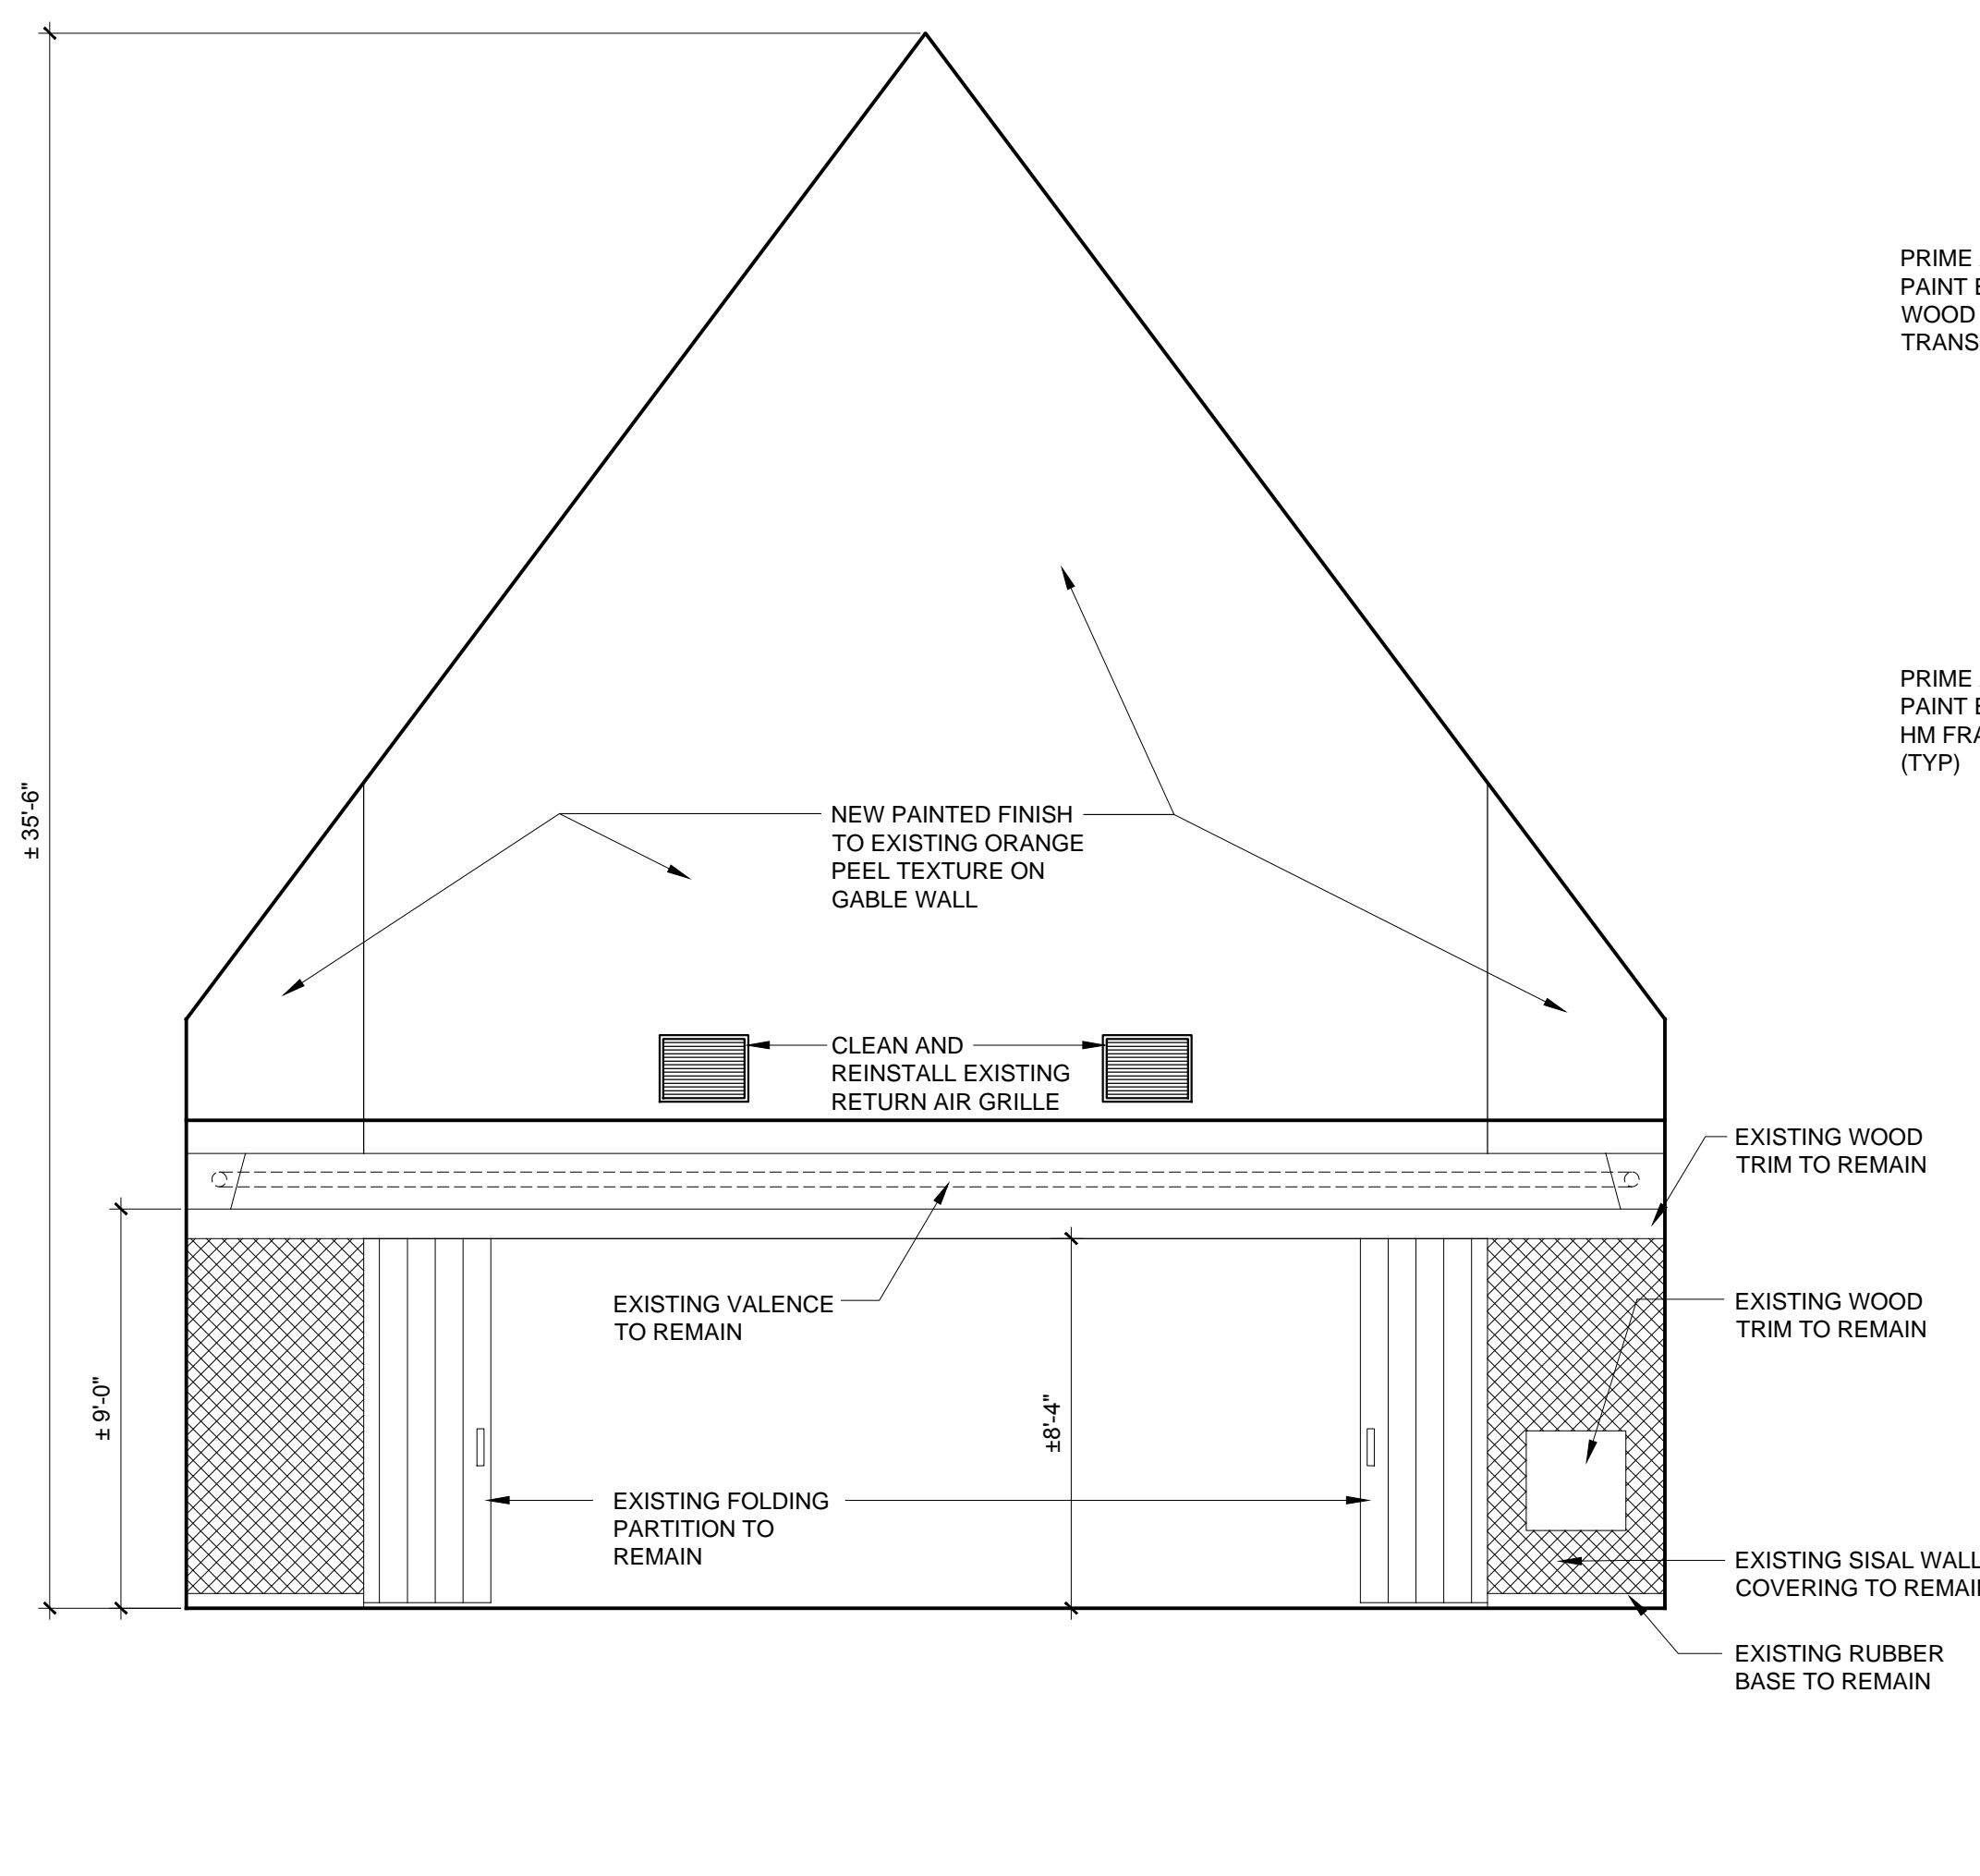 PRIME
PAINT
WOOD
TRANS
PRIME
PAINT
HM FRA
(TYP)
± 35'-6"
NEW PAINTED FINISH
TO EXISTING ORANGE
PEEL TEXTURE ON
GABLE WALL
CLEAN AND
REINSTALL EXISTING
RETURN AIR GRILLE
EXISTING WOOD
TRIM TO REMAIN
EXISTING VALENCE
TO REMAIN
EXISTING WOOD
TRIM TO REMAIN
± 9'-0"
±8'-4"
EXISTING FOLDING
PARTITION TO
REMAIN
EXISTING SISAL WALL
COVERING TO REMAIN
EXISTING RUBBER
BASE TO REMAIN